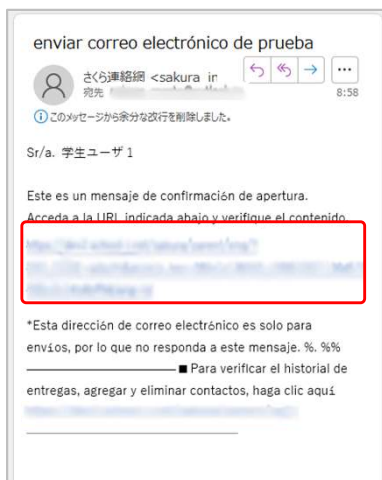 enviar correo electrónico de prueba
さくら連絡網 <sakura_in
宛先
8:58
このメッセージから余分な改行を削除しました。
Sr/a. 学生ユーザ１
Este es un mensaje de confirmación de apertura.
Acceda a la URL indicada abajo y verifique el contenido.
*Esta dirección de correo electrónico es solo para
envíos, por lo que no responda a este mensaje. %. %%
■ Para verificar el historial de
entregas, agregar y eliminar contactos, haga clic aquí